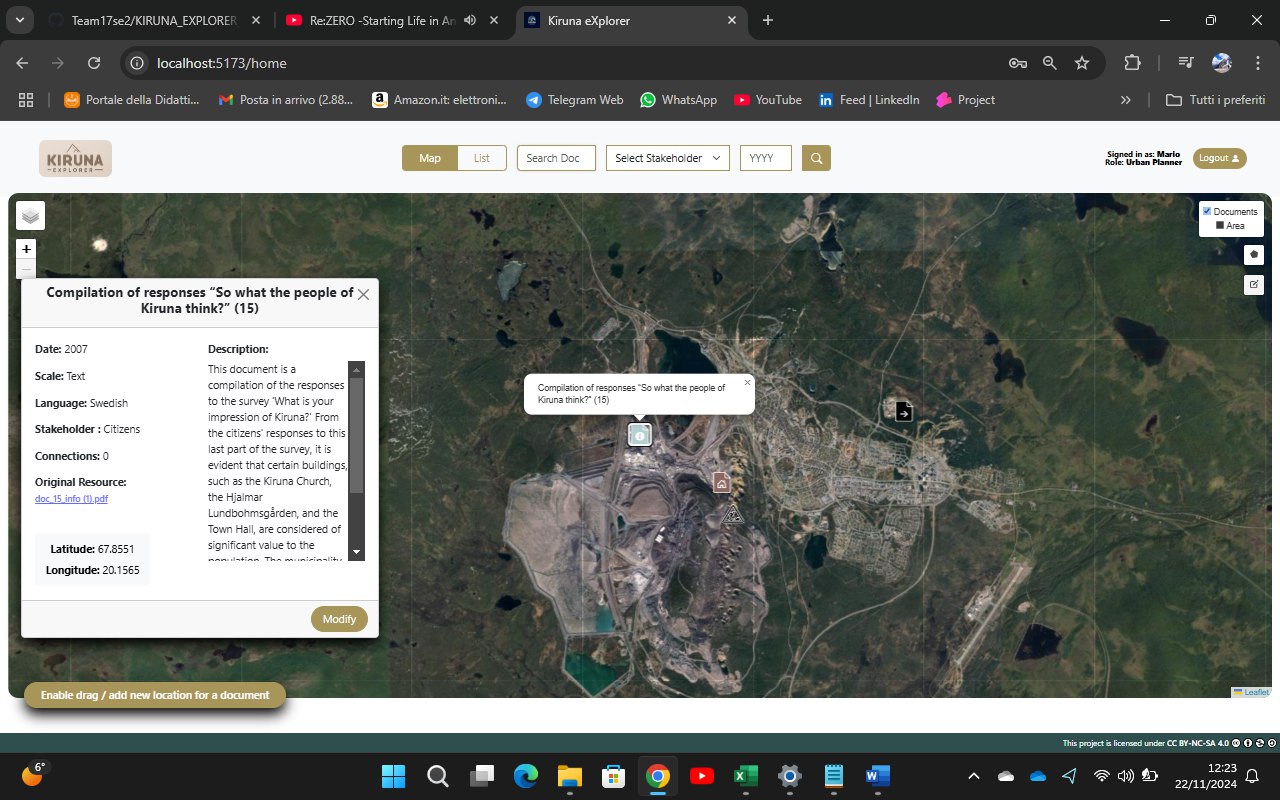 Team17se2/KIRUNA_EXPLORER
Re:ZERO -Starting Life in An
Kiruna eXplorer
localhost:5173/home
Portale della Didatti...
Posta in arrivo (2.88...
Amazon.it: elettroni...
Telegram Web
WhatsApp
YouTube
Feed | LinkedIn
Project
Tutti i preferiti
KIRUNA
EXPLORER
Map
List
Search Doc
Select Stakeholder
YYYY
Signed in as: Mario
Role: Urban Planner
Logout
Documents
Area
+
−
Compilation of responses “So what the people of
Kiruna think?” (15)
Date: 2007
Scale: Text
Language: Swedish
Stakeholder : Citizens
Connections: 0
Original Resource:
doc_15_info (1).pdf
Latitude: 67.8551
Longitude: 20.1565
Description:
This document is a
compilation of the responses
to the survey 'What is your
impression of Kiruna?' From
the citizens' responses to this
last part of the survey, it is
evident that certain buildings,
such as the Kiruna Church,
the Hjalmar
Lundbohmsgården, and the
Town Hall, are considered of
significant value to the
population. The municipality
Modify
Compilation of responses “So what the people of
Kiruna think?” (15)
Enable drag / add new location for a document
Leaflet
This project is licensed under CC BY-NC-SA 4.0
6°
12:23
22/11/2024